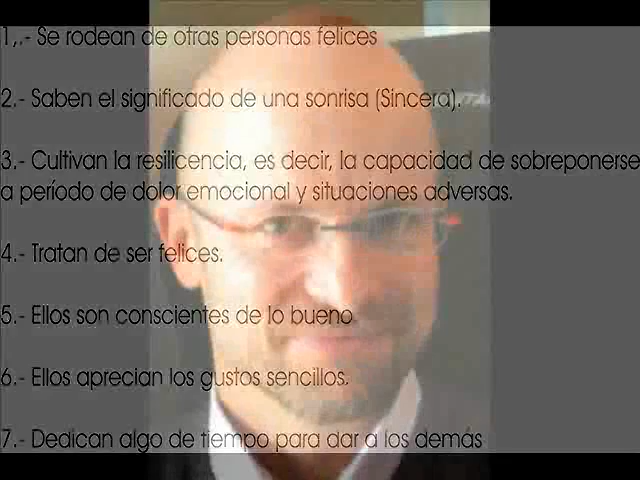 1,.- Se rodean de otras personas felices
2.- Saben el significado de una sonrisa (Sincera).
3.- Cultivan la resilicencia, es decir, la capacidad de sobreponerse
a período de dolor emocional y situaciones adversas.
4.- Tratan de ser felices.
5.- Ellos son conscientes de lo bueno
6.- Ellos aprecian los gustos sencillos.
7.- Dedican algo de tiempo para dar a los demás